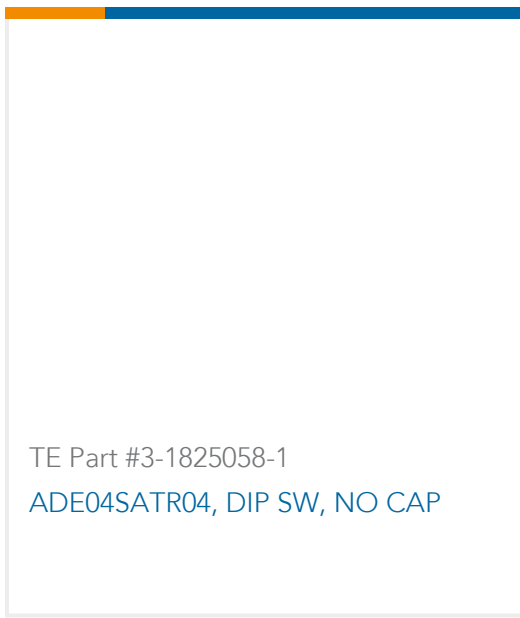 TE Part #3-1825058-1
ADE04SATR04, DIP SW, NO CAP